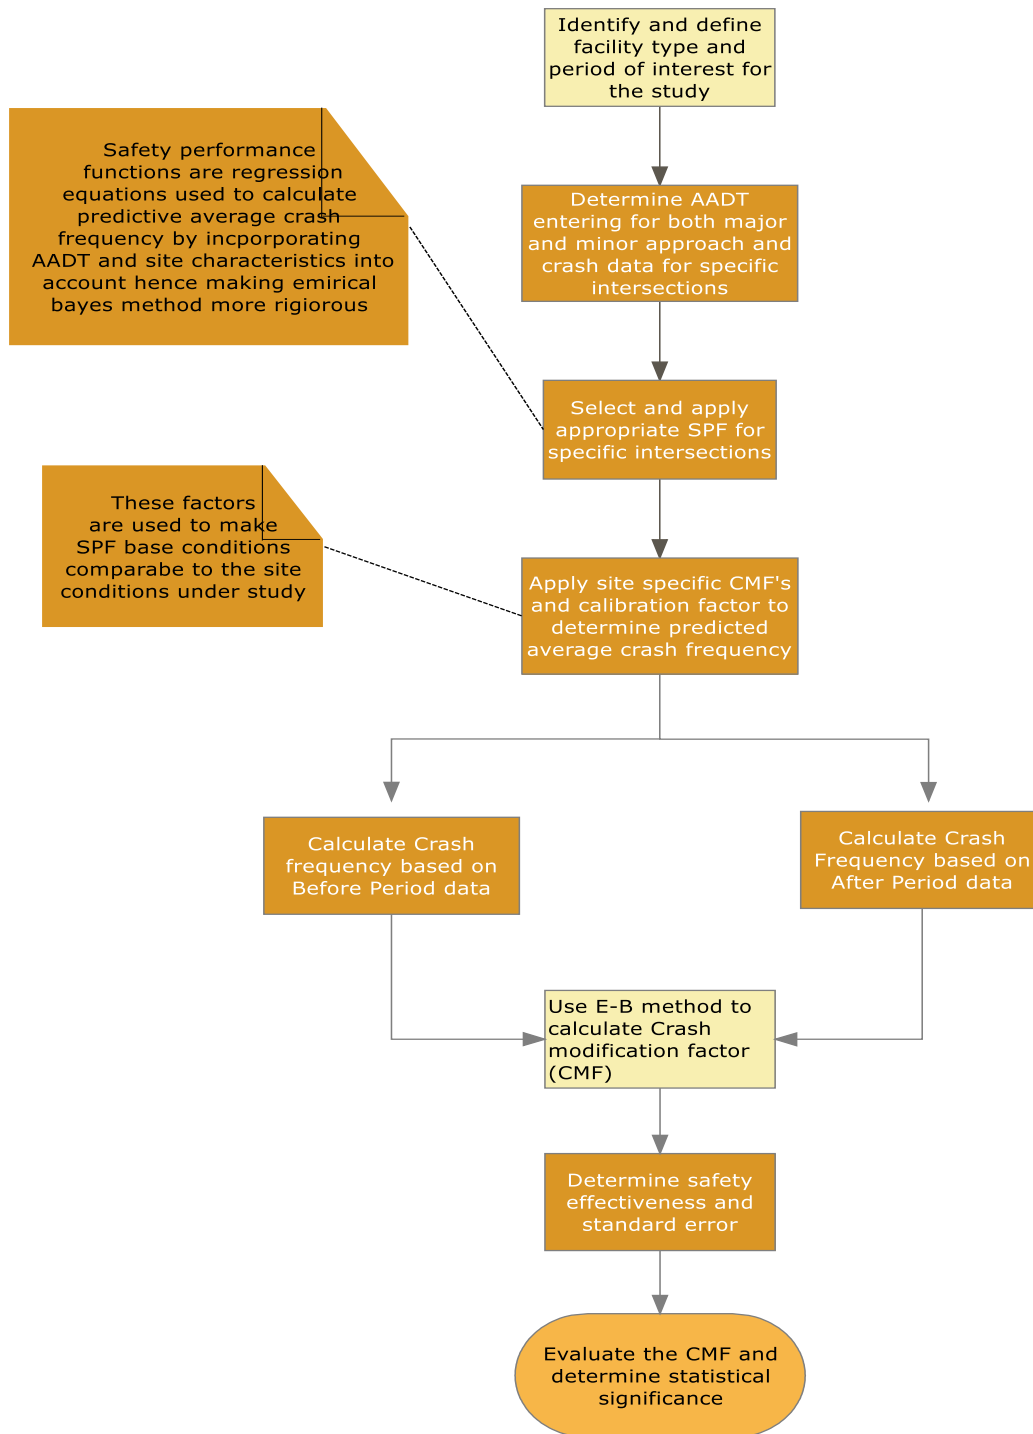 Identify and define
facility type and
period of interest for
the study
Safety performance
functions are regression
equations used to calculate
predictive average crash
frequency by incporporating
AADT and site characteristics into
account hence making emirical
bayes method more rigiorous
Determine AADT
entering for both major
and minor approach and
crash data for specific
intersections
Select and apply
appropriate SPF for
specific intersections
These factors
are used to make
SPF base conditions
comparabe to the site
conditions under study
Apply site specific CMF's
and calibration factor to
determine predicted
average crash frequency
Calculate Crash
frequency based on
Before Period data
Calculate Crash
Frequency based on
After Period data
Use E-B method to
calculate Crash
modification factor
(CMF)
Determine safety
effectiveness and
standard error
Evaluate the CMF and
determine statistical
significance